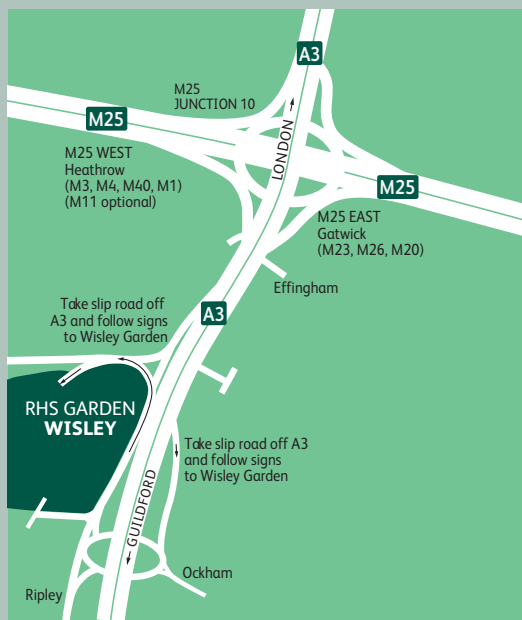 A3
M25
JUNCTION 10
M25
LONDON
M25 WEST
Heathrow
(M3, M4, M40, M1)
(M11 optional)
M25
M25 EAST
Gatwick
(M23, M26, M20)
Effingham
Take slip road off
A3 and follow signs
to Wisley Garden
A3
RHS GARDEN
WISLEY
Take slip road off A3
and follow signs
to Wisley Garden
GUILDFORD
Ockham
Ripley